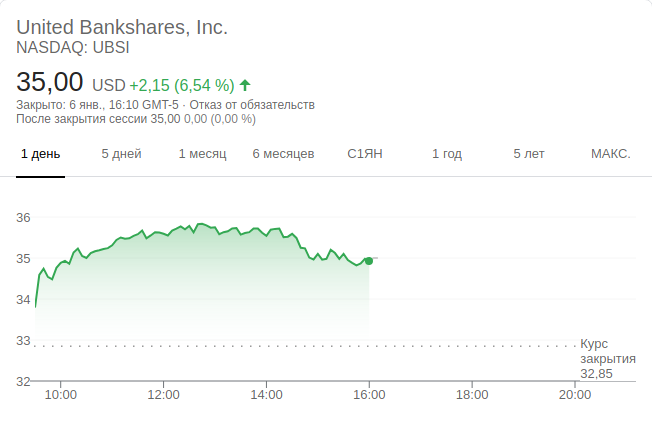 United Bankshares, Inc.
NASDAQ: UBSI
35,00 USD +2,15 (6,54 %)
Закрыто: 6 янв., 16:10 GMT-5 · Отказ от обязательств
После закрытия сессии 35,00 0,00 (0,00 %)
1 день 5 дней 1 месяц 6 месяцев С1ЯН 1 год 5 лет МАКС.
36
35
34
33
Курс
закрытия
32,85
32
10:00 12:00 14:00 16:00 18:00 20:00